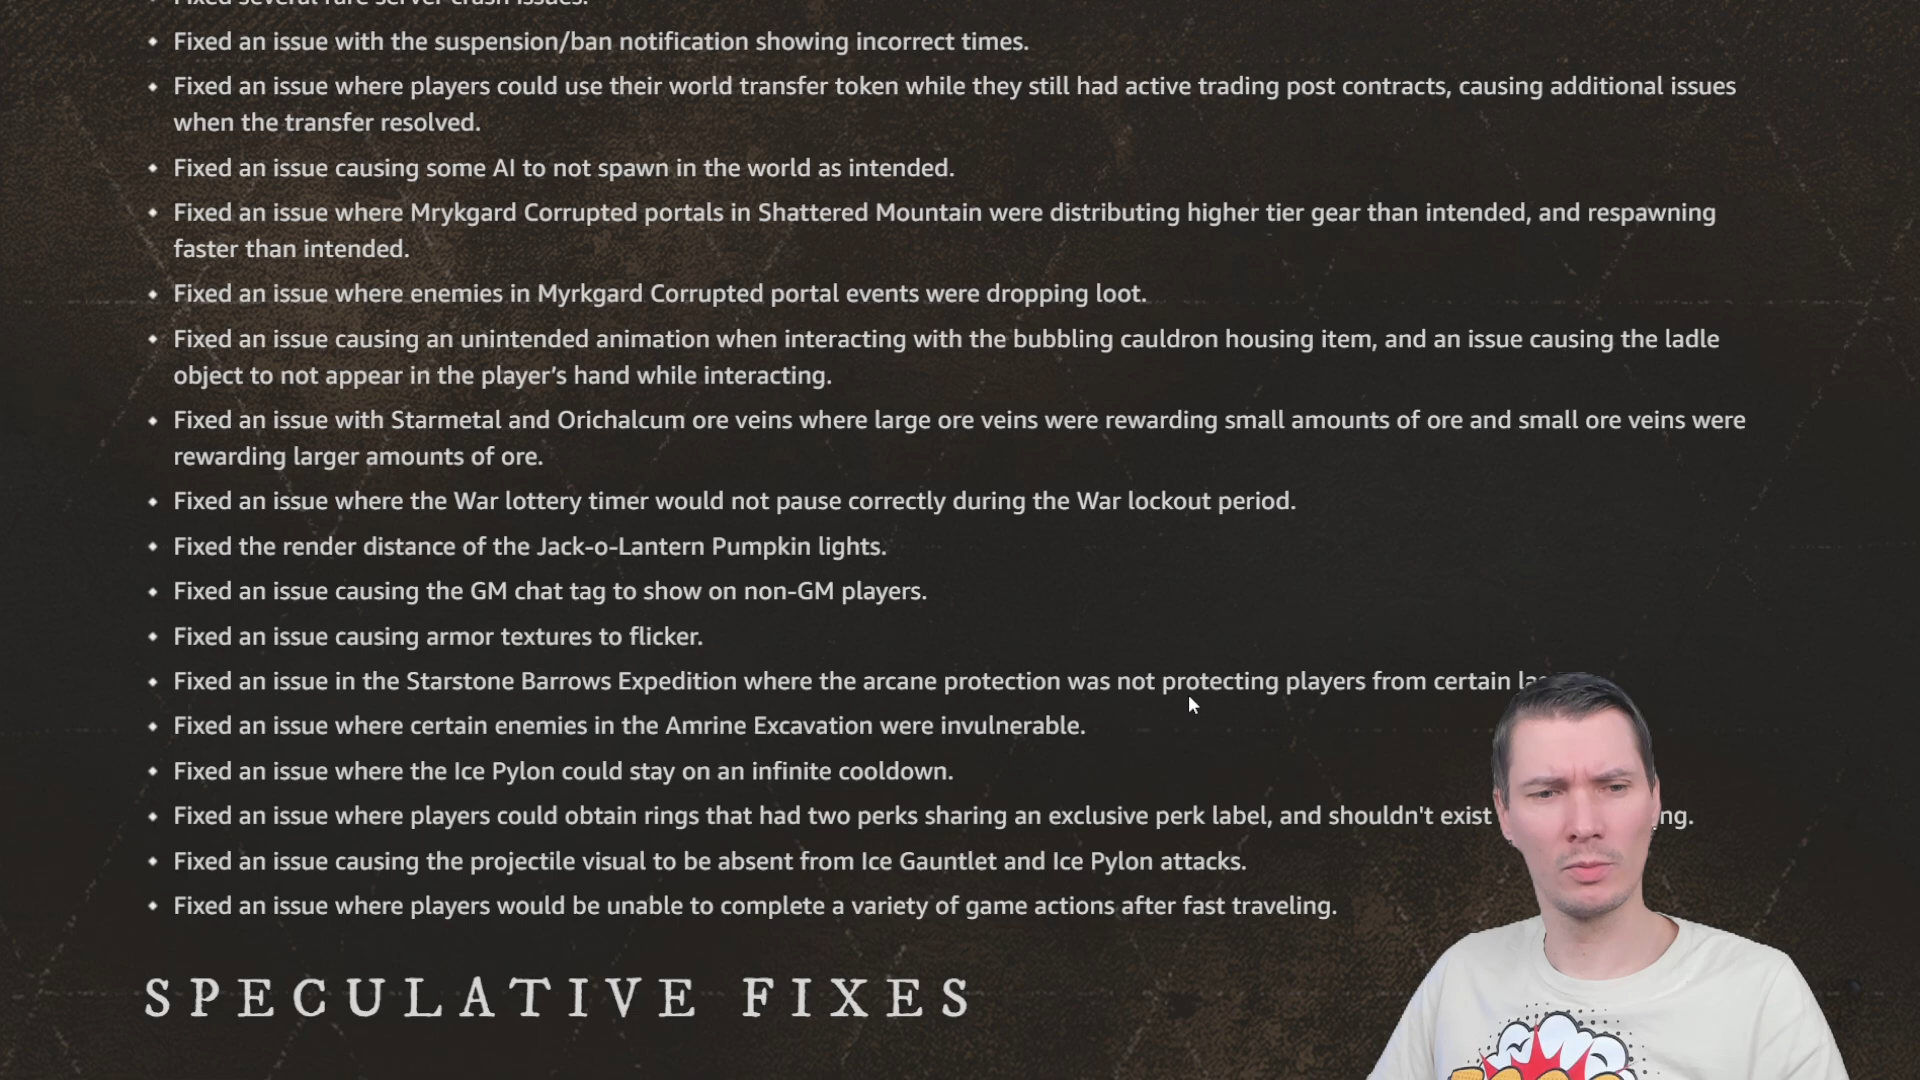 Fixed several rare server crash issues.
Fixed an issue with the suspension/ban notification showing incorrect times.
Fixed an issue where players could use their world transfer token while they still had active trading post contracts, causing additional issues
when the transfer resolved.
Fixed an issue causing some AI to not spawn in the world as intended.
Fixed an issue where Mrykgard Corrupted portals in Shattered Mountain were distributing higher tier gear than intended, and respawning
faster than intended.
Fixed an issue where enemies in Myrkgard Corrupted portal events were dropping loot.
Fixed an issue causing an unintended animation when interacting with the bubbling cauldron housing item, and an issue causing the ladle
object to not appear in the player’s hand while interacting.
Fixed an issue with Starmetal and Orichalcum ore veins where large ore veins were rewarding small amounts of ore and small ore veins were
rewarding larger amounts of ore.
Fixed an issue where the War lottery timer would not pause correctly during the War lockout period.
Fixed the render distance of the Jack-o-Lantern Pumpkin lights.
Fixed an issue causing the GM chat tag to show on non-GM players.
Fixed an issue causing armor textures to flicker.
Fixed an issue in the Starstone Barrows Expedition where the arcane protection was not protecting players from certain
Fixed an issue where certain enemies in the Amrine Excavation were invulnerable.
Fixed an issue where the Ice Pylon could stay on an infinite cooldown.
Fixed an issue where players could obtain rings that had two perks sharing an exclusive perk label, and shouldn't exist
Fixed an issue causing the projectile visual to be absent from Ice Gauntlet and Ice Pylon attacks.
Fixed an issue where players would be unable to complete a variety of game actions after fast traveling.
SPECULATIVE FIXES